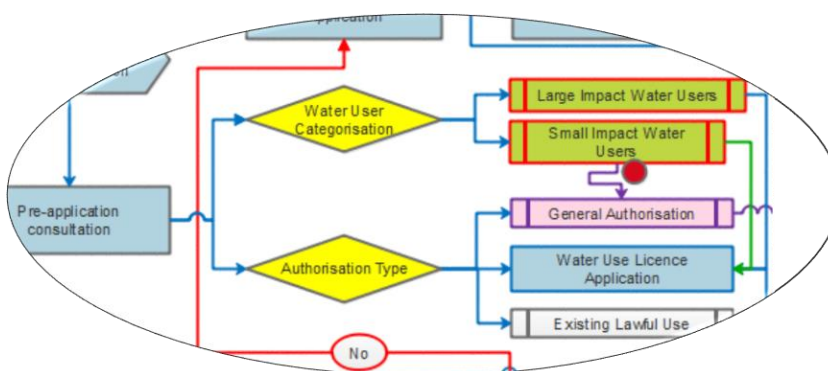 Water User
Categorisation
Large Impact Water Users
Small Impact Water
Users
Pre-application
consultation
General Authorisation
Authorisation Type
Water Use Licence
Application
Existing Lawful Use
No